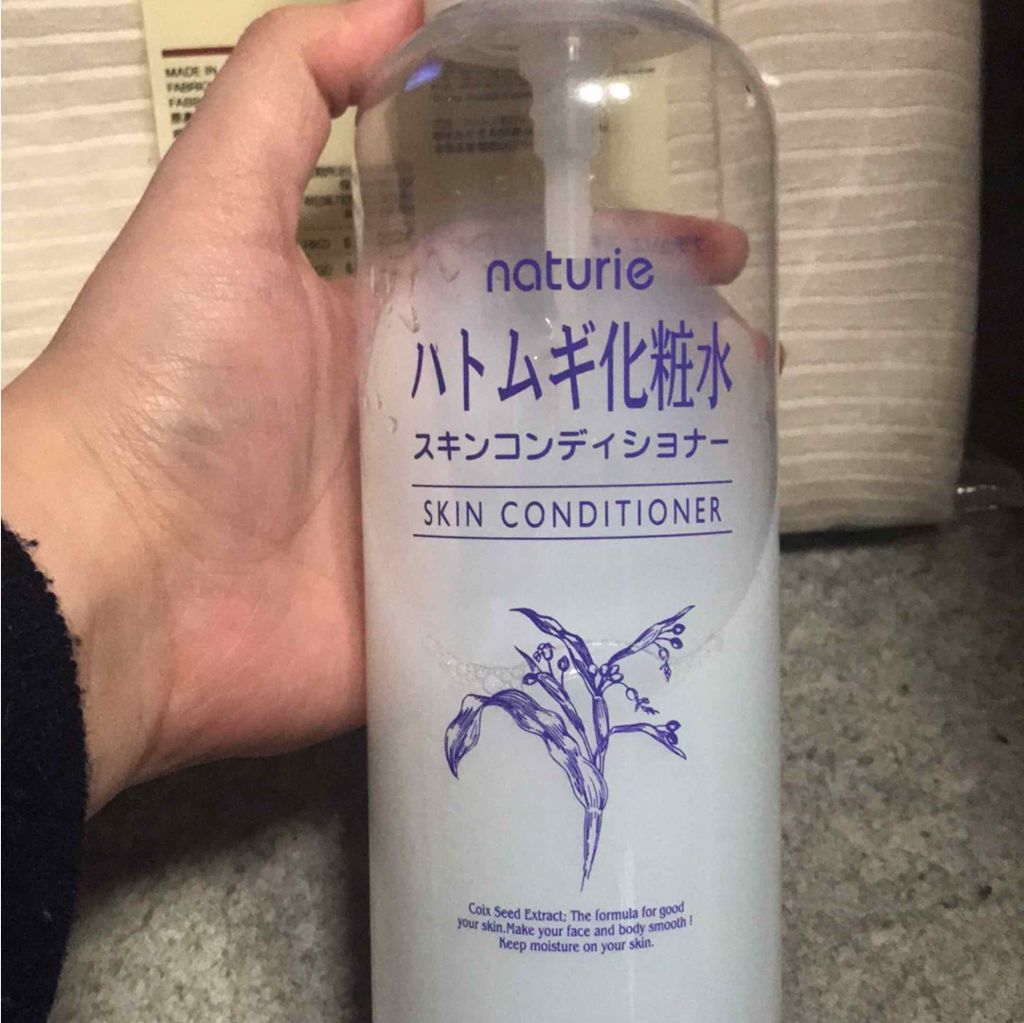 MADE IN
naturie
ハトムギ化粧水
スキンコンディショナー
SKIN CONDITIONER
Coix Seed Extract; The formula for good
your skin.Make your face and body smooth !
Keep moisture on your skin.